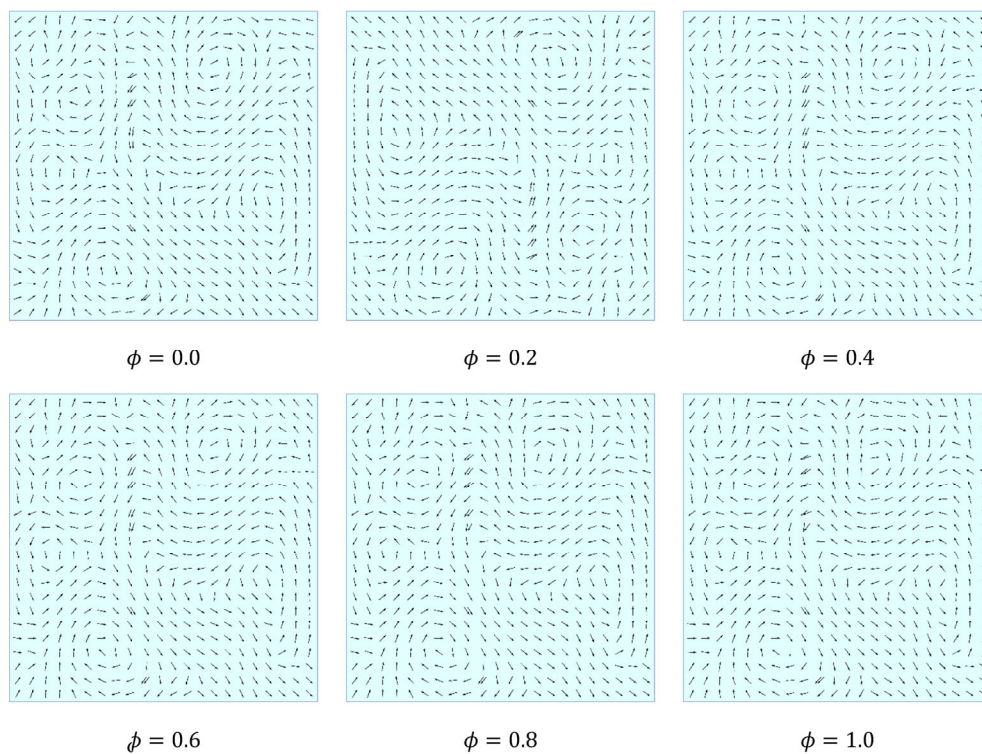 ϕ = 0.0
ϕ = 0.2
ϕ = 0.4
ϕ = 0.6
ϕ = 0.8
ϕ = 1.0